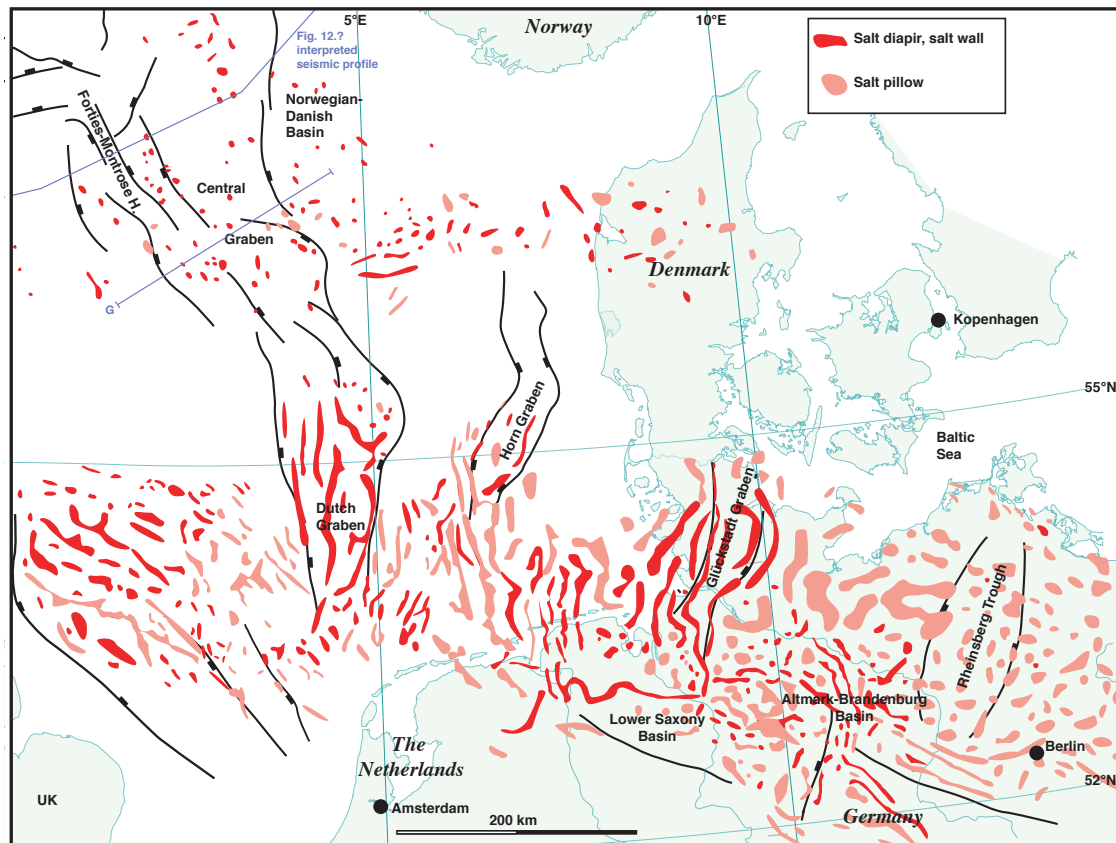 5°E
10°E
Norway
Fig. 12.?
interpreted
seismic profile
Salt diapir, salt wall
Salt pillow
Norwegian-
Danish
Basin
Forties-Montrose H.
Central
Graben
Denmark
G
Kopenhagen
55°N
Horn Graben
Baltic
Sea
Dutch
Graben
Glückstadt Graben
Rheinsberg Trough
Altmark-Brandenburg
Basin
Lower Saxony
Basin
The
Netherlands
Berlin
52°N
UK
Amsterdam
200 km
Germany